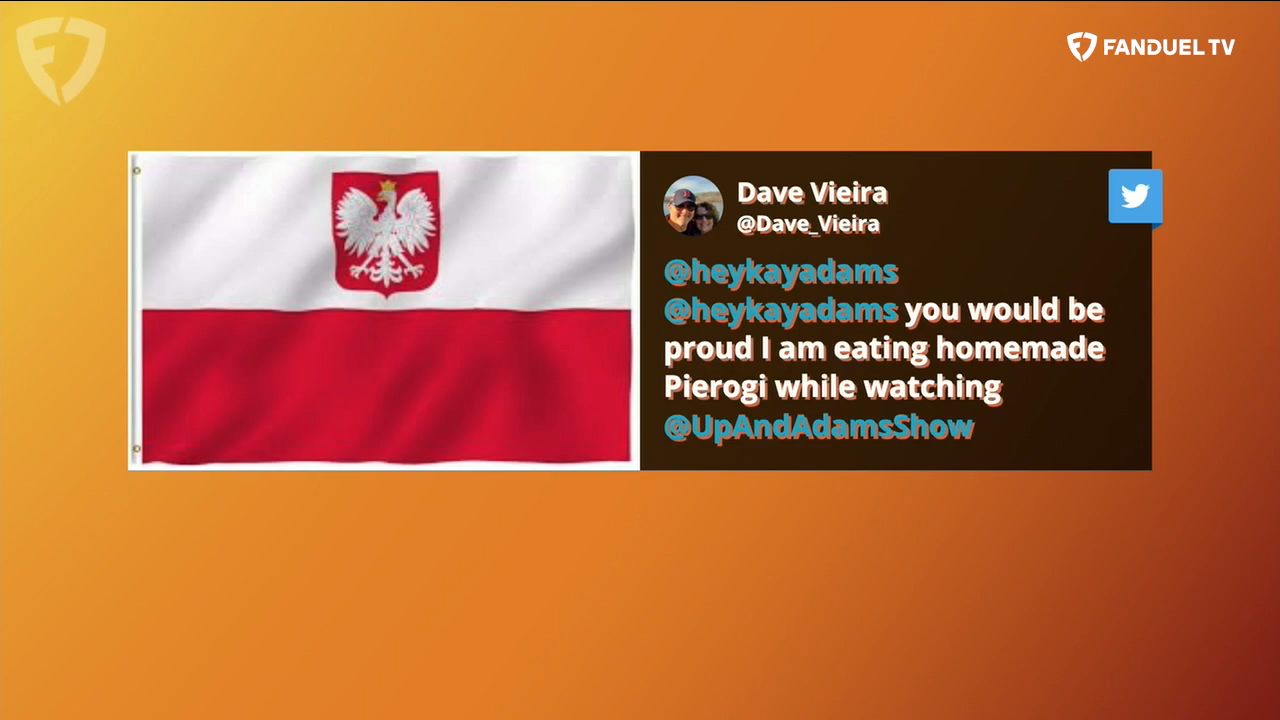 FANDUEL TV
Dave Vieira
@Dave_Vieira
@heykayadams
@heykayadams you would be
proud I am eating homemade
Pierogi while watching
@UpAndAdamsShow